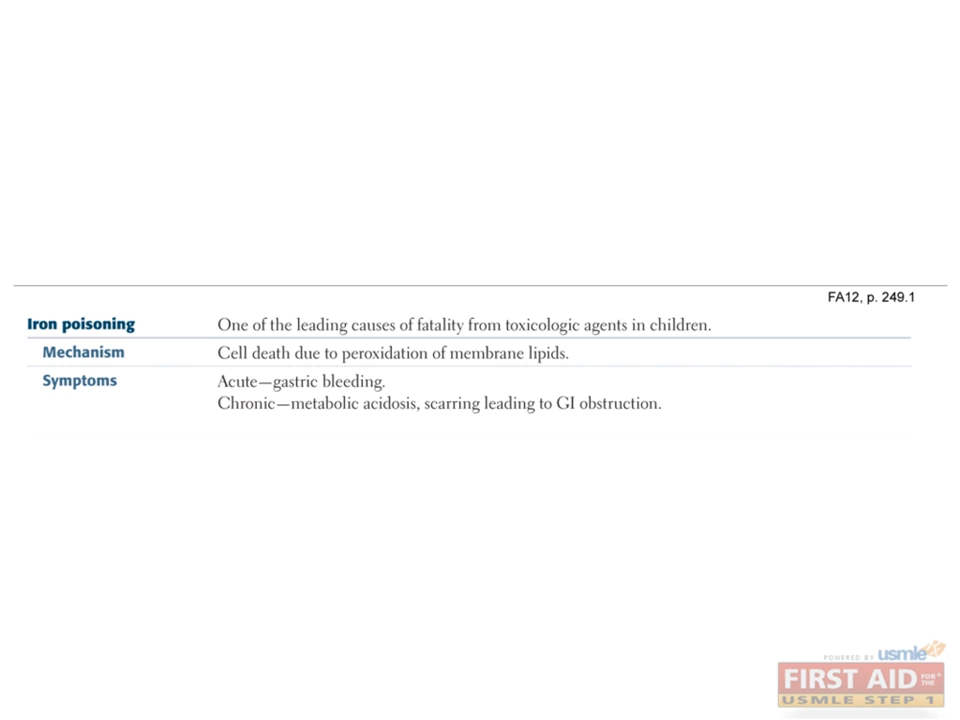 FA12, p. 249.1
Iron poisoning One of the leading causes of fatality from toxicologic agents in children.
Mechanism Cell death due to peroxidation of membrane lipids.
Symptoms Acute—gastric bleeding.
Chronic—metabolic acidosis, scarring leading to GI obstruction.
POWERED BY usmle
FIRST AID FOR THE
USMLE STEP 1